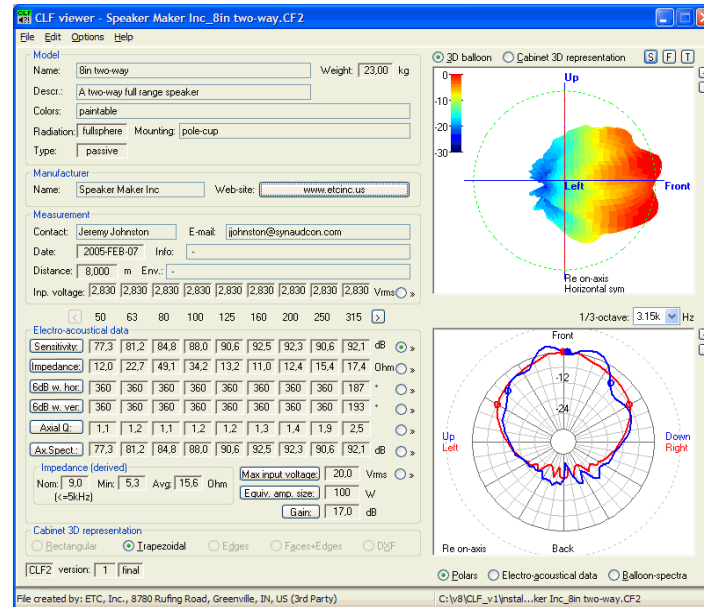 CLF viewer - Speaker Maker Inc_8in two-way.CF2
File Edit Options Help
Model
Name: 8in two-way Weight: 23,00 kg
Descr.: A two-way full range speaker
Colors: paintable
Radiation: fullsphere Mounting: pole-cup
Type: passive
Manufacturer
Name: Speaker Maker Inc Web-site: www.etcinc.us
Measurement
Contact: Jeremy Johnston E-mail: jjohnston@synaudcon.com
Date: 2005-FEB-07 Info: -
Distance: 8,000 m Env.: -
Inp. voltage: 2,830 2,830 2,830 2,830 2,830 2,830 2,830 2,830 2,830 Vrms »
< 50 63 80 100 125 160 200 250 315 >
Electro-acoustical data
Sensitivity: 77,3 81,2 84,8 88,0 90,6 92,5 92,3 90,6 92,1 dB »
Impedance: 12,0 22,7 49,1 34,2 13,2 11,0 12,4 15,4 17,4 Ohm »
6dB w. hor: 360 360 360 360 360 360 360 360 187 ° »
6dB w. ver: 360 360 360 360 360 360 360 360 193 ° »
Axial Q: 1,1 1,1 1,2 1,1 1,2 1,3 1,4 1,9 2,5 »
Ax.Spect.: 77,3 81,2 84,8 88,0 90,6 92,5 92,3 90,6 92,1 dB »
Impedance (derived)
Nom: 9,0 Min: 5,3 Avg: 15,6 Ohm
(<=5kHz)
Max input voltage: 20,0 Vrms »
Equiv. amp. size: 100 W
Gain: 17,0 dB
Cabinet 3D representation
Rectangular Trapezoidal Edges Faces+Edges DXF
CLF2 version: 1 final
3D balloon Cabinet 3D representation S F T
0
-10
-20
-30
Up
Left
Front
Re on-axis
Horizontal sym
1/3-octave: 3.15k Hz
Front
-12
-24
Up
Left
Down
Right
Re on-axis
Back
Polars Electro-acoustical data Balloon-spectra
File created by: ETC, Inc., 8780 Rufing Road, Greenville, IN, US (3rd Party)
C:\v8\CLF_v1\instal...ker Inc_8in two-way.CF2